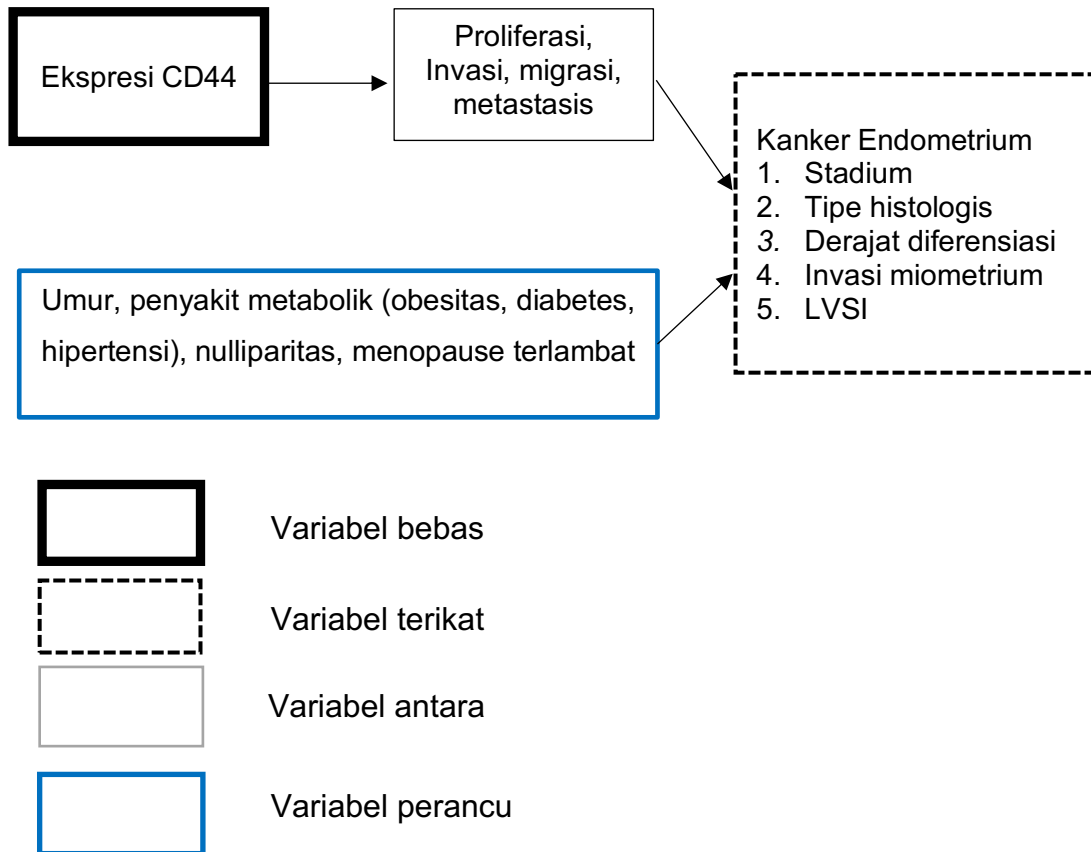 Ekspresi CD44
Proliferasi,
Invasi, migrasi,
metastasis
Kanker Endometrium
1. Stadium
2. Tipe histologis
3. Derajat diferensiasi
4. Invasi miometrium
5. LVSI
Umur, penyakit metabolik (obesitas, diabetes,
hipertensi), nulliparitas, menopause terlambat
Variabel bebas
Variabel terikat
Variabel antara
Variabel perancu